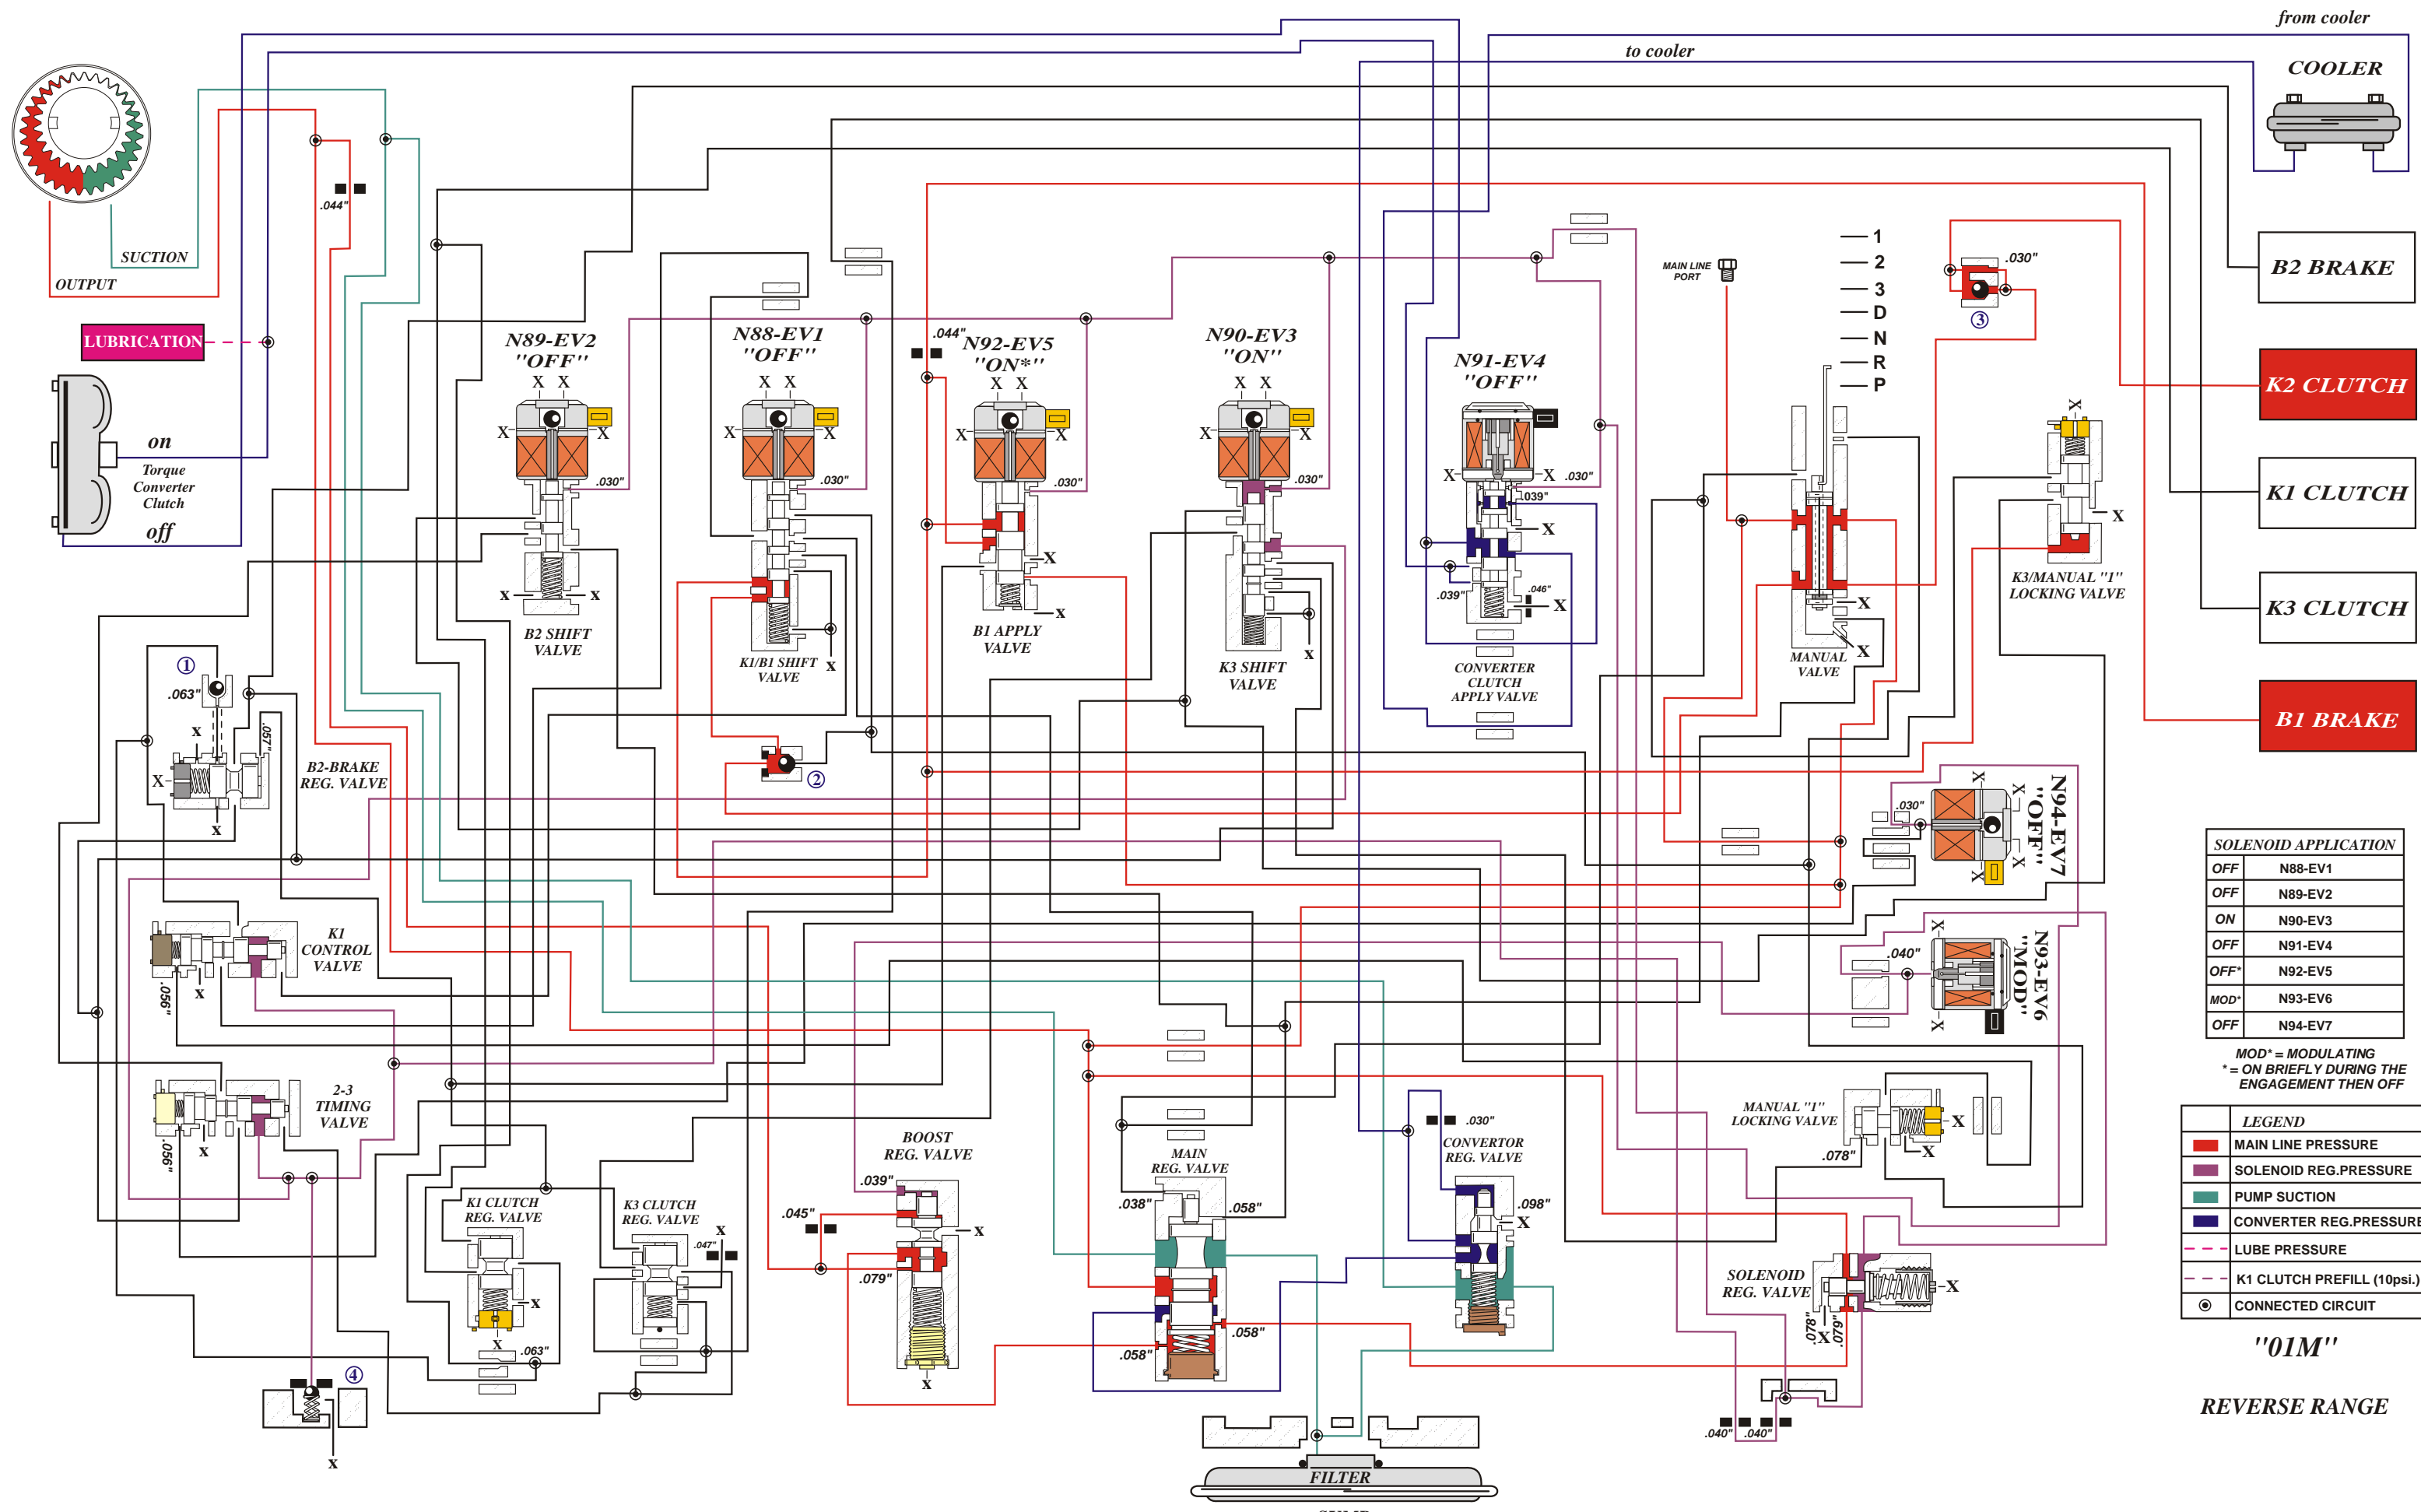 from cooler
to cooler
COOLER
SUCTION
OUTPUT
.044"
LUBRICATION
on
Torque
Converter
Clutch
off
N89-EV2
"OFF"
X X
X
X
.030"
x
x
B2 SHIFT
VALVE
N88-EV1
"OFF"
X X
X
X
.030"
x
K1/B1 SHIFT
VALVE
.044"
N92-EV5
"ON*"
X X
X
X
.030"
X
x
B1 APPLY
VALVE
N90-EV3
"ON"
X X
X
X
.030"
x
K3 SHIFT
VALVE
N91-EV4
"OFF"
X
X
.030"
.039"
X
.039"
.046"
X
CONVERTER
CLUTCH
APPLY VALVE
MAIN LINE
PORT
1
2
3
D
N
R
P
X
X
MANUAL
VALVE
.030"
3
X
X
K3/MANUAL "1"
LOCKING VALVE
B2 BRAKE
K2 CLUTCH
K1 CLUTCH
K3 CLUTCH
B1 BRAKE
1
.063"
x
.057"
X
x
B2-BRAKE
REG. VALVE
2
N94-EV7
"OFF"
X
X
X
X
.030"
N93-EV6
"MOD"
X
X
.040"
K1
CONTROL
VALVE
.056"
x
2-3
TIMING
VALVE
.056"
x
4
x
K1 CLUTCH
REG. VALVE
x
x
.063"
K3 CLUTCH
REG. VALVE
x
.047"
BOOST
REG. VALVE
.039"
.045"
.079"
x
x
MAIN
REG. VALVE
.038"
.058"
.058"
.058"
.030"
CONVERTOR
REG. VALVE
.098"
X
MANUAL "1"
LOCKING VALVE
X
X
.078"
SOLENOID
REG. VALVE
X
.078"
.079"
X
.040"
.040"
FILTER
SOLENOID APPLICATION
OFF N88-EV1
OFF N89-EV2
ON N90-EV3
OFF N91-EV4
OFF* N92-EV5
MOD* N93-EV6
OFF N94-EV7
MOD* = MODULATING
* = ON BRIEFLY DURING THE
ENGAGEMENT THEN OFF
LEGEND
MAIN LINE PRESSURE
SOLENOID REG.PRESSURE
PUMP SUCTION
CONVERTER REG.PRESSURE
LUBE PRESSURE
K1 CLUTCH PREFILL (10psi.)
CONNECTED CIRCUIT
"01M"
REVERSE RANGE